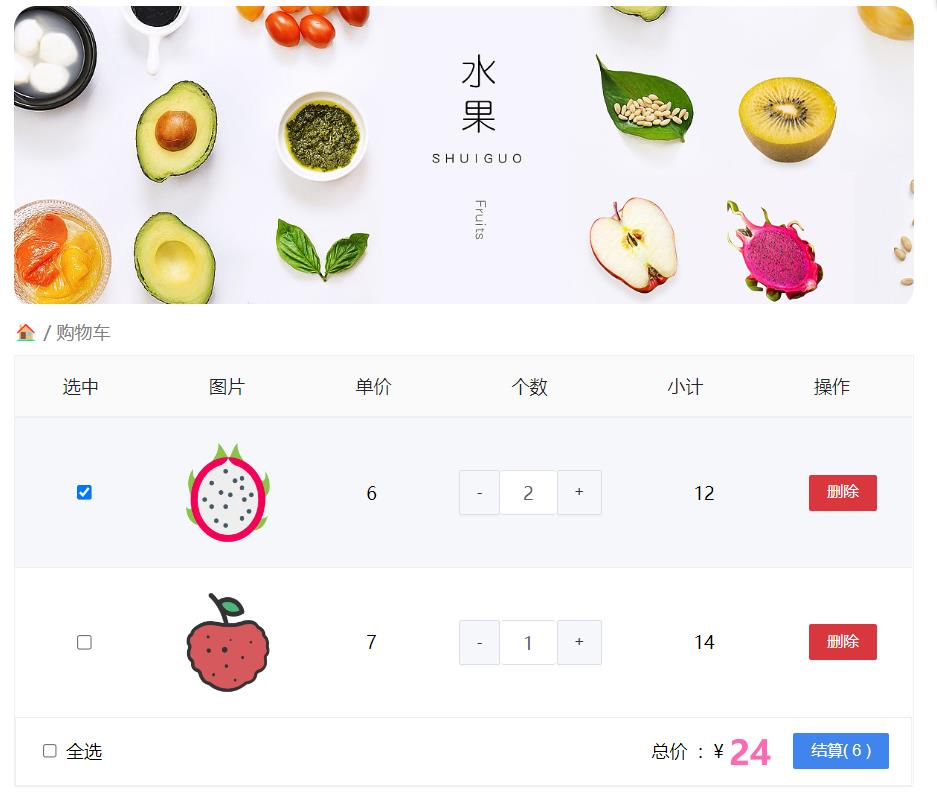 水
果
SHUIGUO
Fruits
🏠 / 购物车
选中 图片 单价 个数 小计 操作
6 - 2 + 12 删除
7 - 1 + 14 删除
全选 总价 : ¥ 24 结算( 6 )